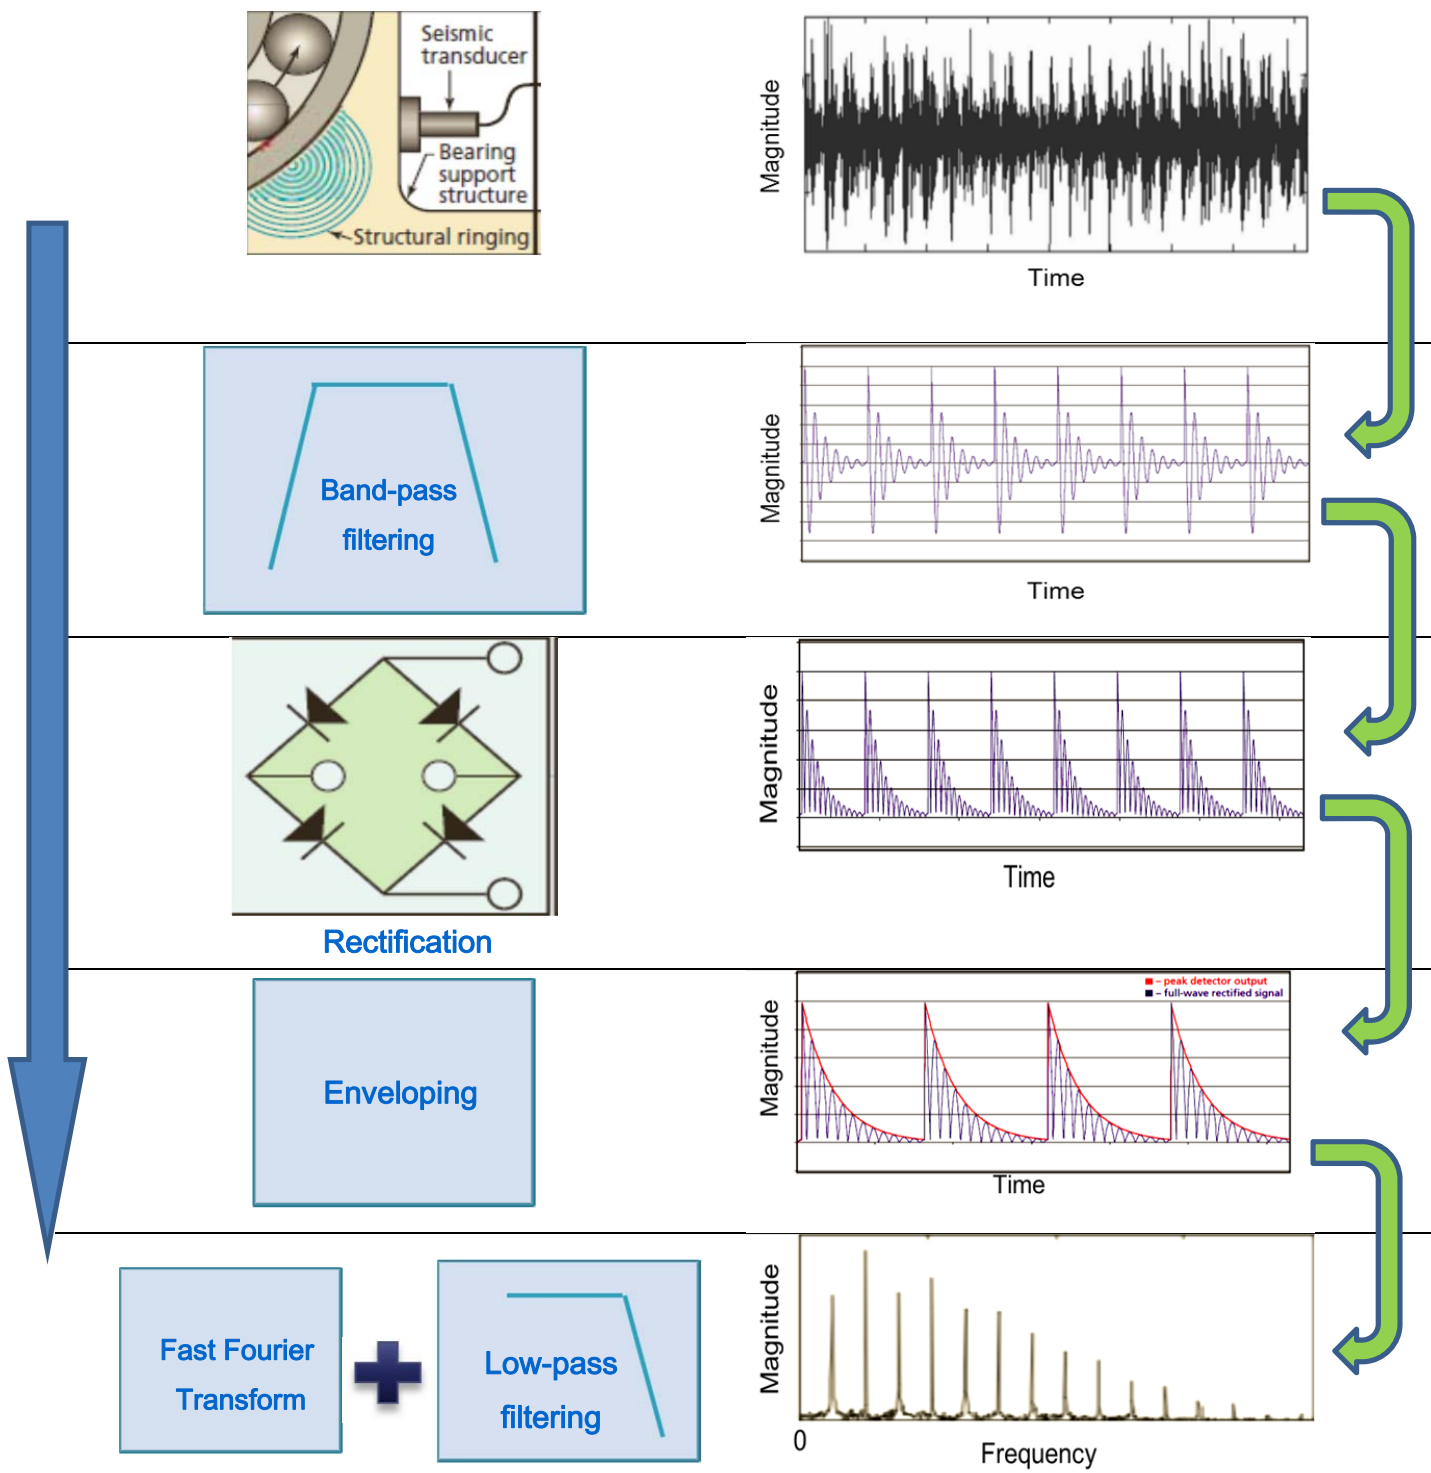 Seismic
transducer
Bearing
support
structure
Structural ringing
Magnitude
Time
Band-pass
filtering
Magnitude
Time
Rectification
Magnitude
Time
Enveloping
– peak detector output
– full-wave rectified signal
Magnitude
Time
Fast Fourier
Transform
Low-pass
filtering
Magnitude
0
Frequency